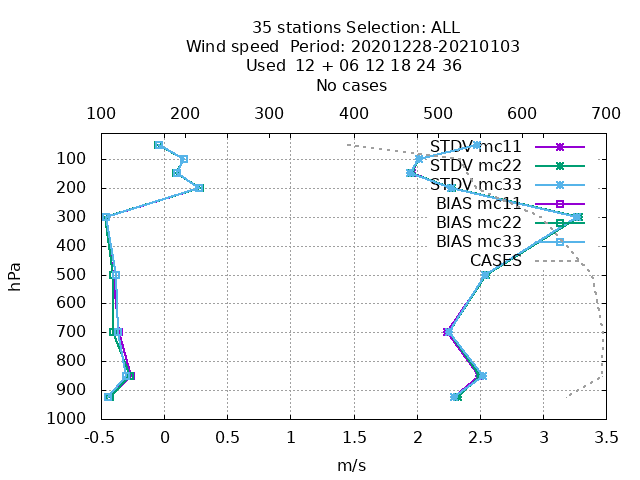 35 stations Selection: ALL
Wind speed  Period: 20201228-20210103
Used  12 + 06 12 18 24 36
No cases
100 200 300 400 500 600 700
STDV mc11
STDV mc22
STDV mc33
BIAS mc11
BIAS mc22
BIAS mc33
CASES
hPa
100
200
300
400
500
600
700
800
900
1000
-0.5 0 0.5 1 1.5 2 2.5 3 3.5
m/s